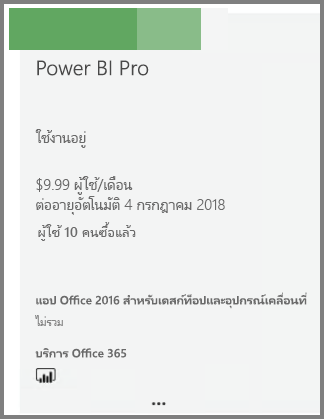 Power BI Pro
ใช้งานอยู่
$9.99 ผู้ใช้/เดือน
ต่ออายุอัตโนมัติ 4 กรกฎาคม 2018
ผู้ใช้ 10 คนซื้อแล้ว
แอป Office 2016 สำหรับเดสก์ท็อปและอุปกรณ์เคลื่อนที่
ไม่รวม
บริการ Office 365